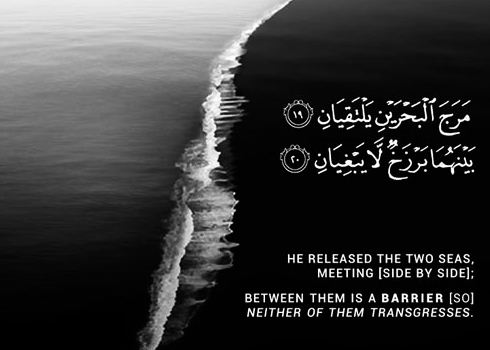 مَرَجَ ٱلْبَحْرَيْنِ يَلْتَقِيَانِ ١٩
بَيْنَهُمَا بَرْزَخٌ لَّا يَبْغِيَانِ ٢٠
HE RELEASED THE TWO SEAS,
MEETING [SIDE BY SIDE];
BETWEEN THEM IS A BARRIER [SO]
NEITHER OF THEM TRANSGRESSES.